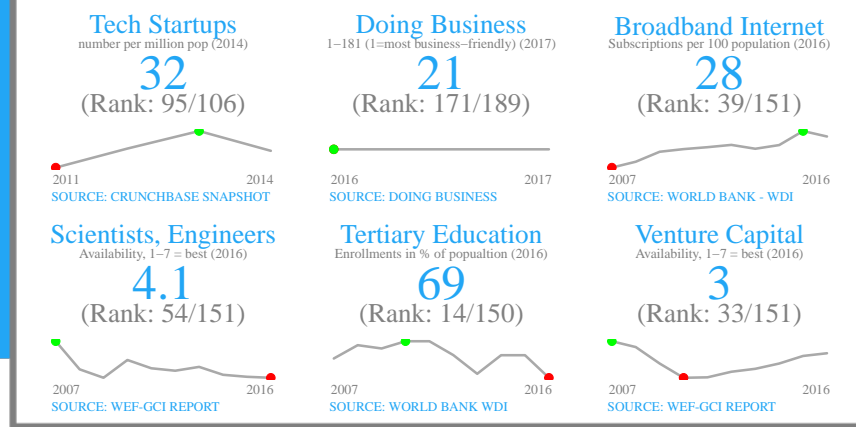 Tech Startups
number per million pop (2014)
32
(Rank: 95/106)
2011 2014
SOURCE: CRUNCHBASE SNAPSHOT
Doing Business
1−181 (1=most business−friendly) (2017)
21
(Rank: 171/189)
2016 2017
SOURCE: DOING BUSINESS
Broadband Internet
Subscriptions per 100 population (2016)
28
(Rank: 39/151)
2007 2016
SOURCE: WORLD BANK - WDI
Scientists, Engineers
Availability, 1−7 = best (2016)
4.1
(Rank: 54/151)
2007 2016
SOURCE: WEF-GCI REPORT
Tertiary Education
Enrollments in % of popualtion (2016)
69
(Rank: 14/150)
2007 2016
SOURCE: WORLD BANK WDI
Venture Capital
Availability, 1−7 = best (2016)
3
(Rank: 33/151)
2007 2016
SOURCE: WEF-GCI REPORT